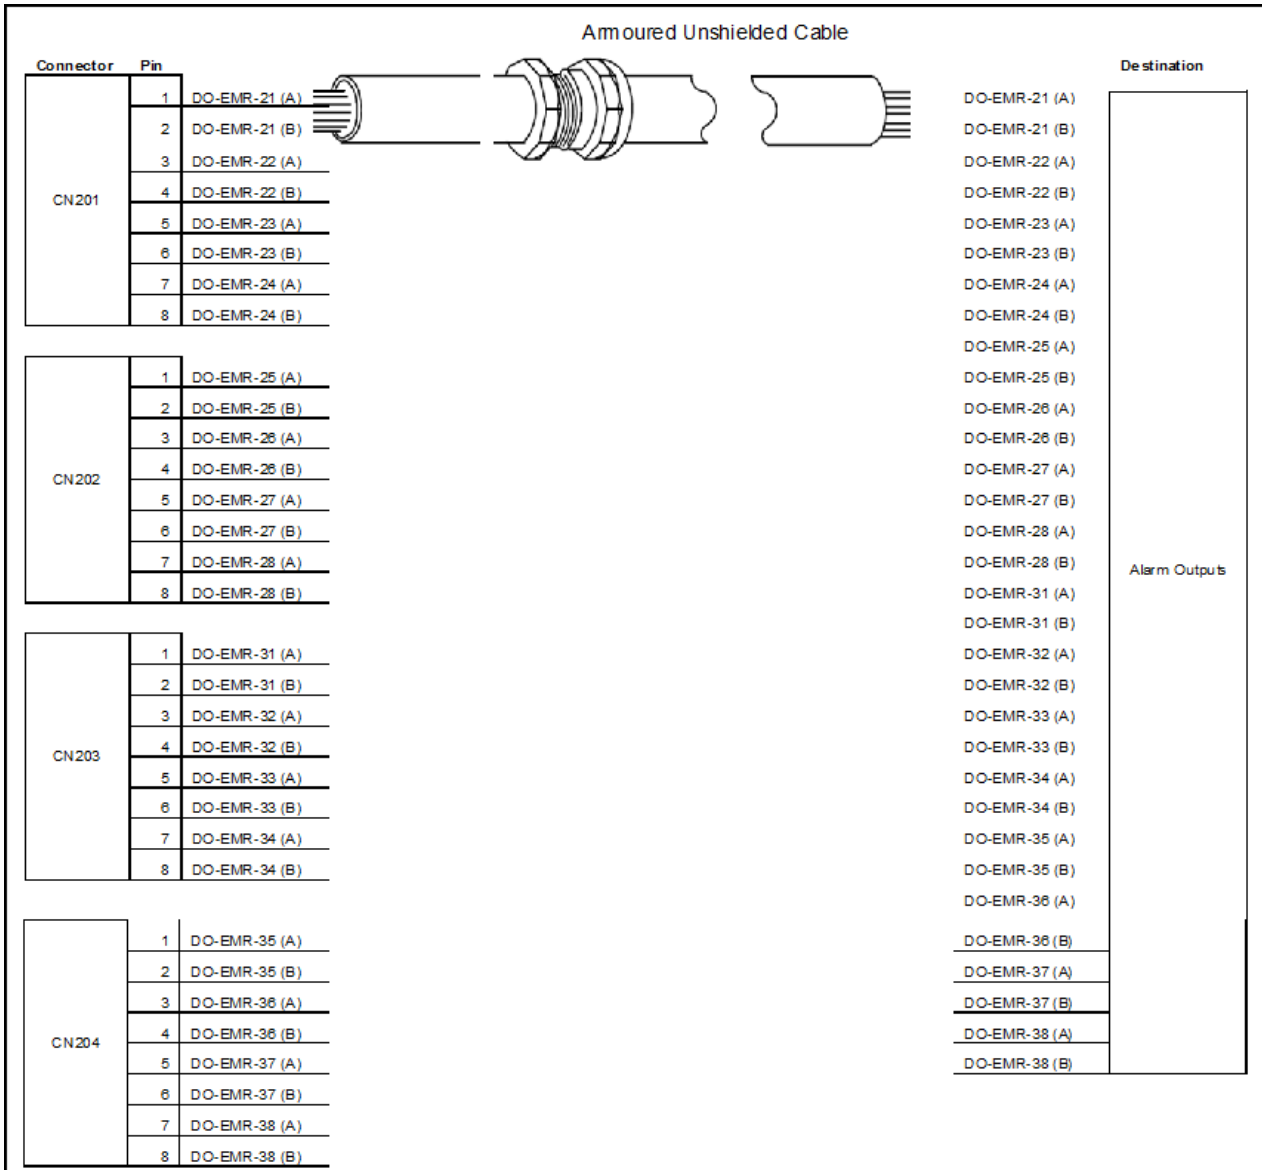 Armoured Unshielded Cable
Connector Pin Destination
1 DO-EMR-21 (A) DO-EMR-21 (A)
2 DO-EMR-21 (B) DO-EMR-21 (B)
3 DO-EMR-22 (A) DO-EMR-22 (A)
4 DO-EMR-22 (B) DO-EMR-22 (B)
CN201
5 DO-EMR-23 (A) DO-EMR-23 (A)
6 DO-EMR-23 (B) DO-EMR-23 (B)
7 DO-EMR-24 (A) DO-EMR-24 (A)
8 DO-EMR-24 (B) DO-EMR-24 (B)
DO-EMR-25 (A)
1 DO-EMR-25 (A) DO-EMR-25 (B)
2 DO-EMR-25 (B) DO-EMR-26 (A)
3 DO-EMR-26 (A) DO-EMR-26 (B)
4 DO-EMR-26 (B) DO-EMR-27 (A)
CN202
5 DO-EMR-27 (A) DO-EMR-27 (B)
6 DO-EMR-27 (B) DO-EMR-28 (A)
7 DO-EMR-28 (A) DO-EMR-28 (B)
Alarm Outputs
8 DO-EMR-28 (B) DO-EMR-31 (A)
DO-EMR-31 (B)
1 DO-EMR-31 (A) DO-EMR-32 (A)
2 DO-EMR-31 (B) DO-EMR-32 (B)
3 DO-EMR-32 (A) DO-EMR-33 (A)
4 DO-EMR-32 (B) DO-EMR-33 (B)
CN203
5 DO-EMR-33 (A) DO-EMR-34 (A)
6 DO-EMR-33 (B) DO-EMR-34 (B)
7 DO-EMR-34 (A) DO-EMR-35 (A)
8 DO-EMR-34 (B) DO-EMR-35 (B)
DO-EMR-36 (A)
1 DO-EMR-35 (A) DO-EMR-36 (B)
2 DO-EMR-35 (B) DO-EMR-37 (A)
3 DO-EMR-36 (A) DO-EMR-37 (B)
4 DO-EMR-36 (B) DO-EMR-38 (A)
CN204
5 DO-EMR-37 (A) DO-EMR-38 (B)
6 DO-EMR-37 (B)
7 DO-EMR-38 (A)
8 DO-EMR-38 (B)